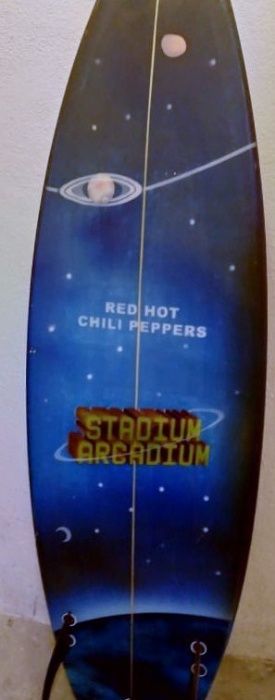 RED HOT
CHILI PEPPERS
STADIUM
ARCADIUM